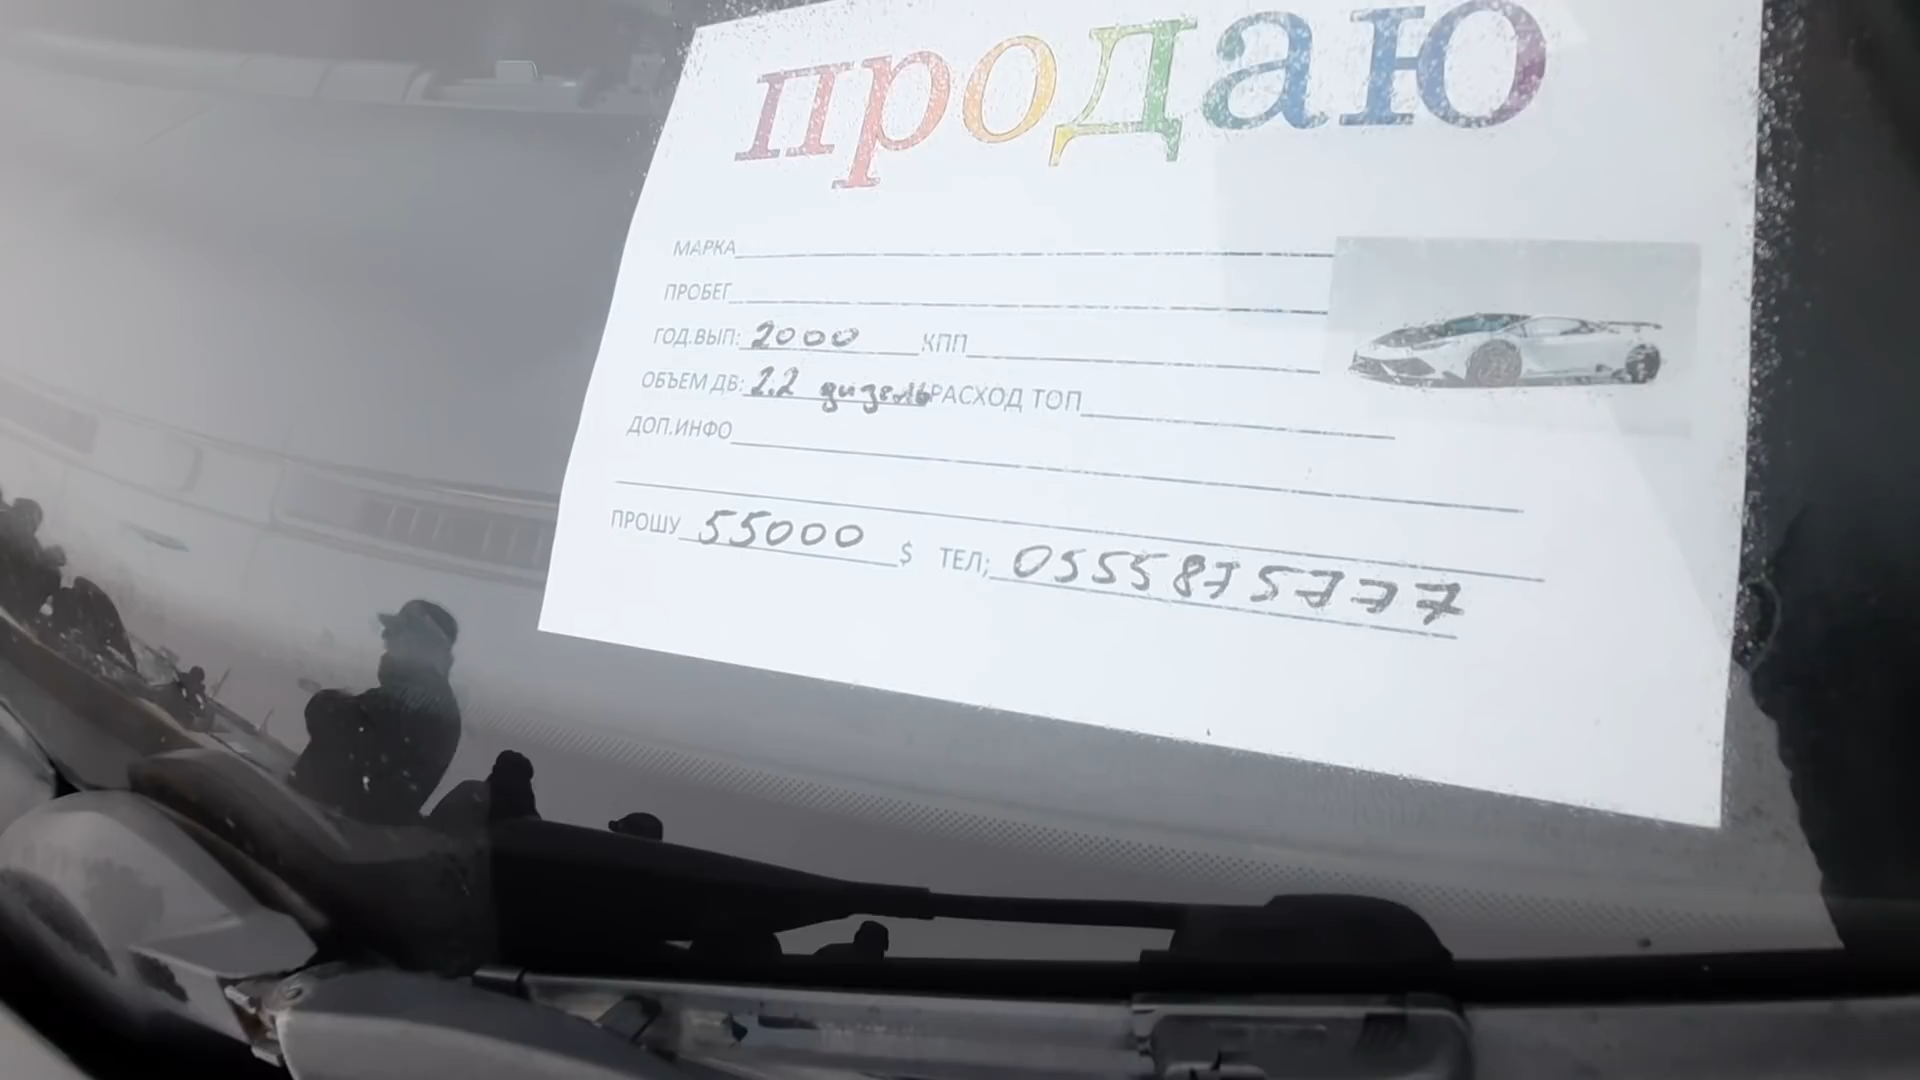 продаю
МАРКА
ПРОБЕГ
ГОД.ВЫП: 2000 КПП
ОБЪЕМ ДВ: 2.2 дизель РАСХОД ТОП
ДОП.ИНФО
ПРОШУ 55000 $ ТЕЛ; 0555875777